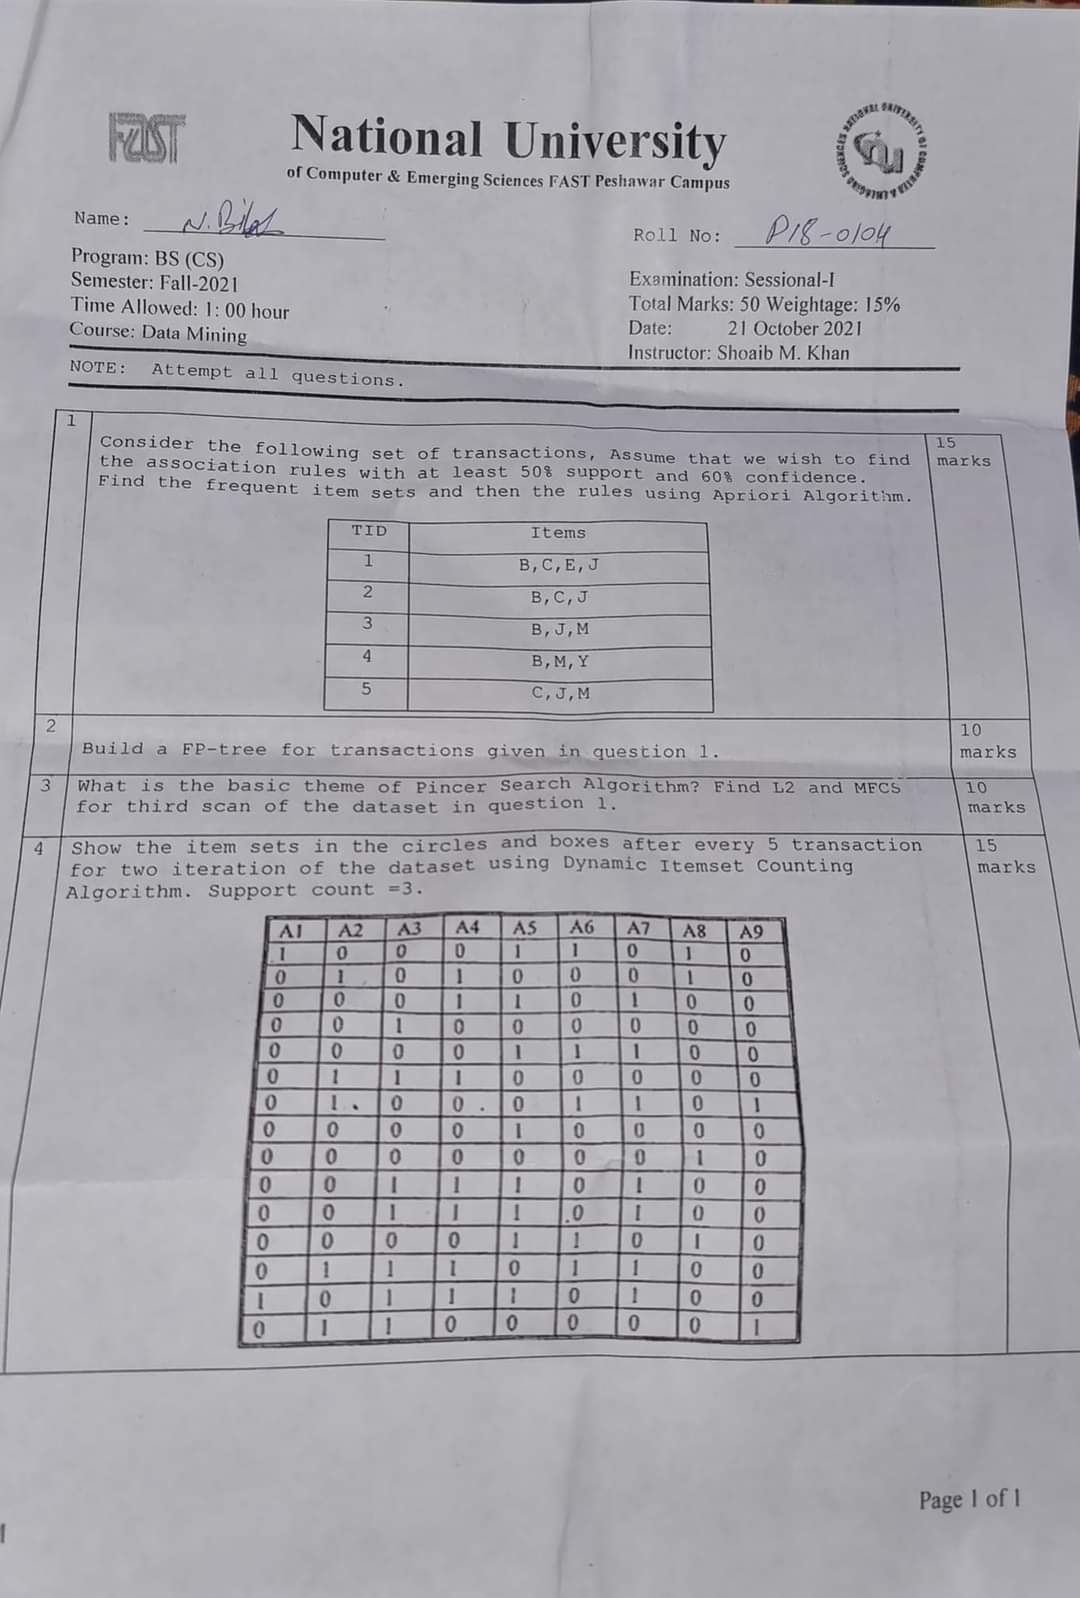 FAST
National University
of Computer & Emerging Sciences FAST Peshawar Campus
NATIONAL UNIVERSITY OF COMPUTER & EMERGING SCIENCES
Name: N. Bilal
Roll No: P18-0104
Program: BS (CS)
Semester: Fall-2021
Time Allowed: 1: 00 hour
Course: Data Mining
Examination: Sessional-I
Total Marks: 50 Weightage: 15%
Date: 21 October 2021
Instructor: Shoaib M. Khan
NOTE: Attempt all questions.
1
Consider the following set of transactions, Assume that we wish to find
the association rules with at least 50% support and 60% confidence.
Find the frequent item sets and then the rules using Apriori Algorithm.
15
marks
TID Items
1 B,C,E,J
2 B,C,J
3 B,J,M
4 B,M,Y
5 C,J,M
2
Build a FP-tree for transactions given in question 1.
10
marks
3 What is the basic theme of Pincer Search Algorithm? Find L2 and MFCS
for third scan of the dataset in question 1.
10
marks
4 Show the item sets in the circles and boxes after every 5 transaction
for two iteration of the dataset using Dynamic Itemset Counting
Algorithm. Support count =3.
15
marks
A1 A2 A3 A4 A5 A6 A7 A8 A9
1 0 0 0 1 1 0 1 0
0 1 0 1 0 0 0 1 0
0 0 0 1 1 0 1 0 0
0 0 1 0 0 0 0 0 0
0 0 0 0 1 1 1 0 0
0 1 1 1 0 0 0 0 0
0 1 0 0 0 1 1 0 1
0 0 0 0 1 0 0 0 0
0 0 0 0 0 0 0 1 0
0 0 1 1 1 0 1 0 0
0 0 1 1 1 0 1 0 0
0 0 0 0 1 1 0 1 0
0 1 1 1 0 1 1 0 0
1 0 1 1 1 0 1 0 0
0 1 1 0 0 0 0 0 1
Page 1 of 1